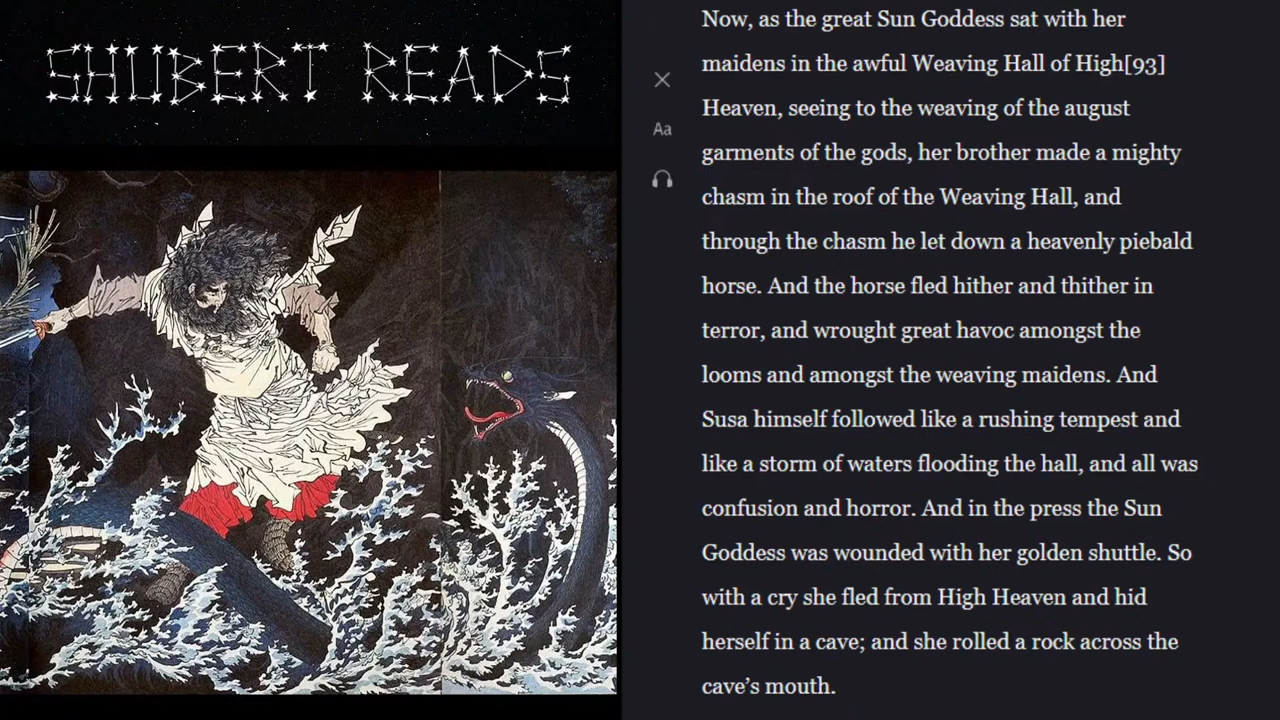 SHUBERT READS
Now, as the great Sun Goddess sat with her
maidens in the awful Weaving Hall of High[93]
Heaven, seeing to the weaving of the august
garments of the gods, her brother made a mighty
chasm in the roof of the Weaving Hall, and
through the chasm he let down a heavenly piebald
horse. And the horse fled hither and thither in
terror, and wrought great havoc amongst the
looms and amongst the weaving maidens. And
Susa himself followed like a rushing tempest and
like a storm of waters flooding the hall, and all was
confusion and horror. And in the press the Sun
Goddess was wounded with her golden shuttle. So
with a cry she fled from High Heaven and hid
herself in a cave; and she rolled a rock across the
cave’s mouth.
Aa